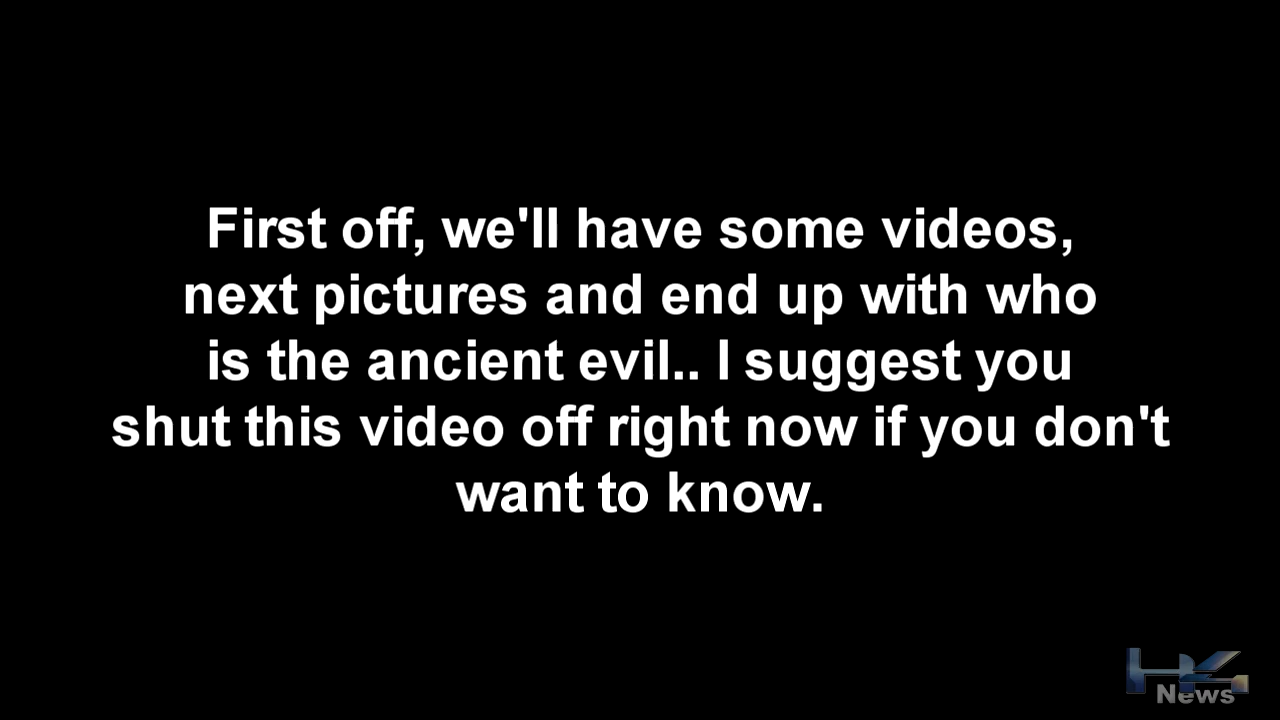 First off, we'll have some videos,
next pictures and end up with who
is the ancient evil.. I suggest you
shut this video off right now if you don't
want to know.
H4
News